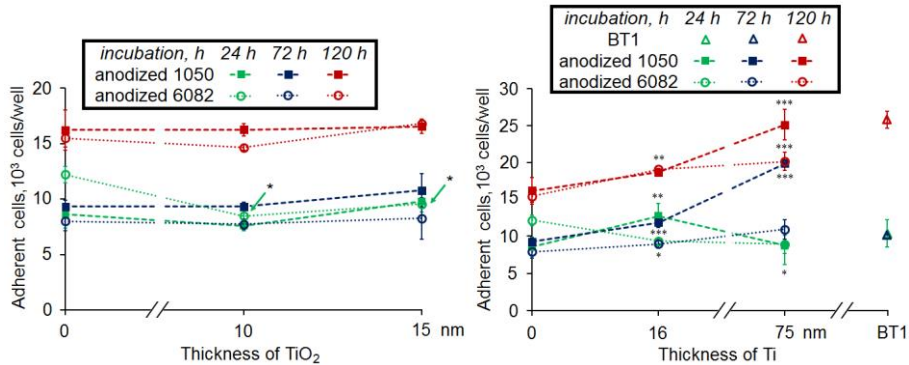 incubation, h 24 h 72 h 120 h
anodized 1050
anodized 6082
20
15
10
5
0
Adherent cells,10³ cells/well
*
*
0 10 15 nm
Thickness of TiO₂
incubation, h 24 h 72 h 120 h
BT1
anodized 1050
anodized 6082
30
25
20
15
10
5
0
Adherent cells,10³ cells/well
***
**
***
***
**
***
*
*
0 16 75 nm BT1
Thickness of Ti